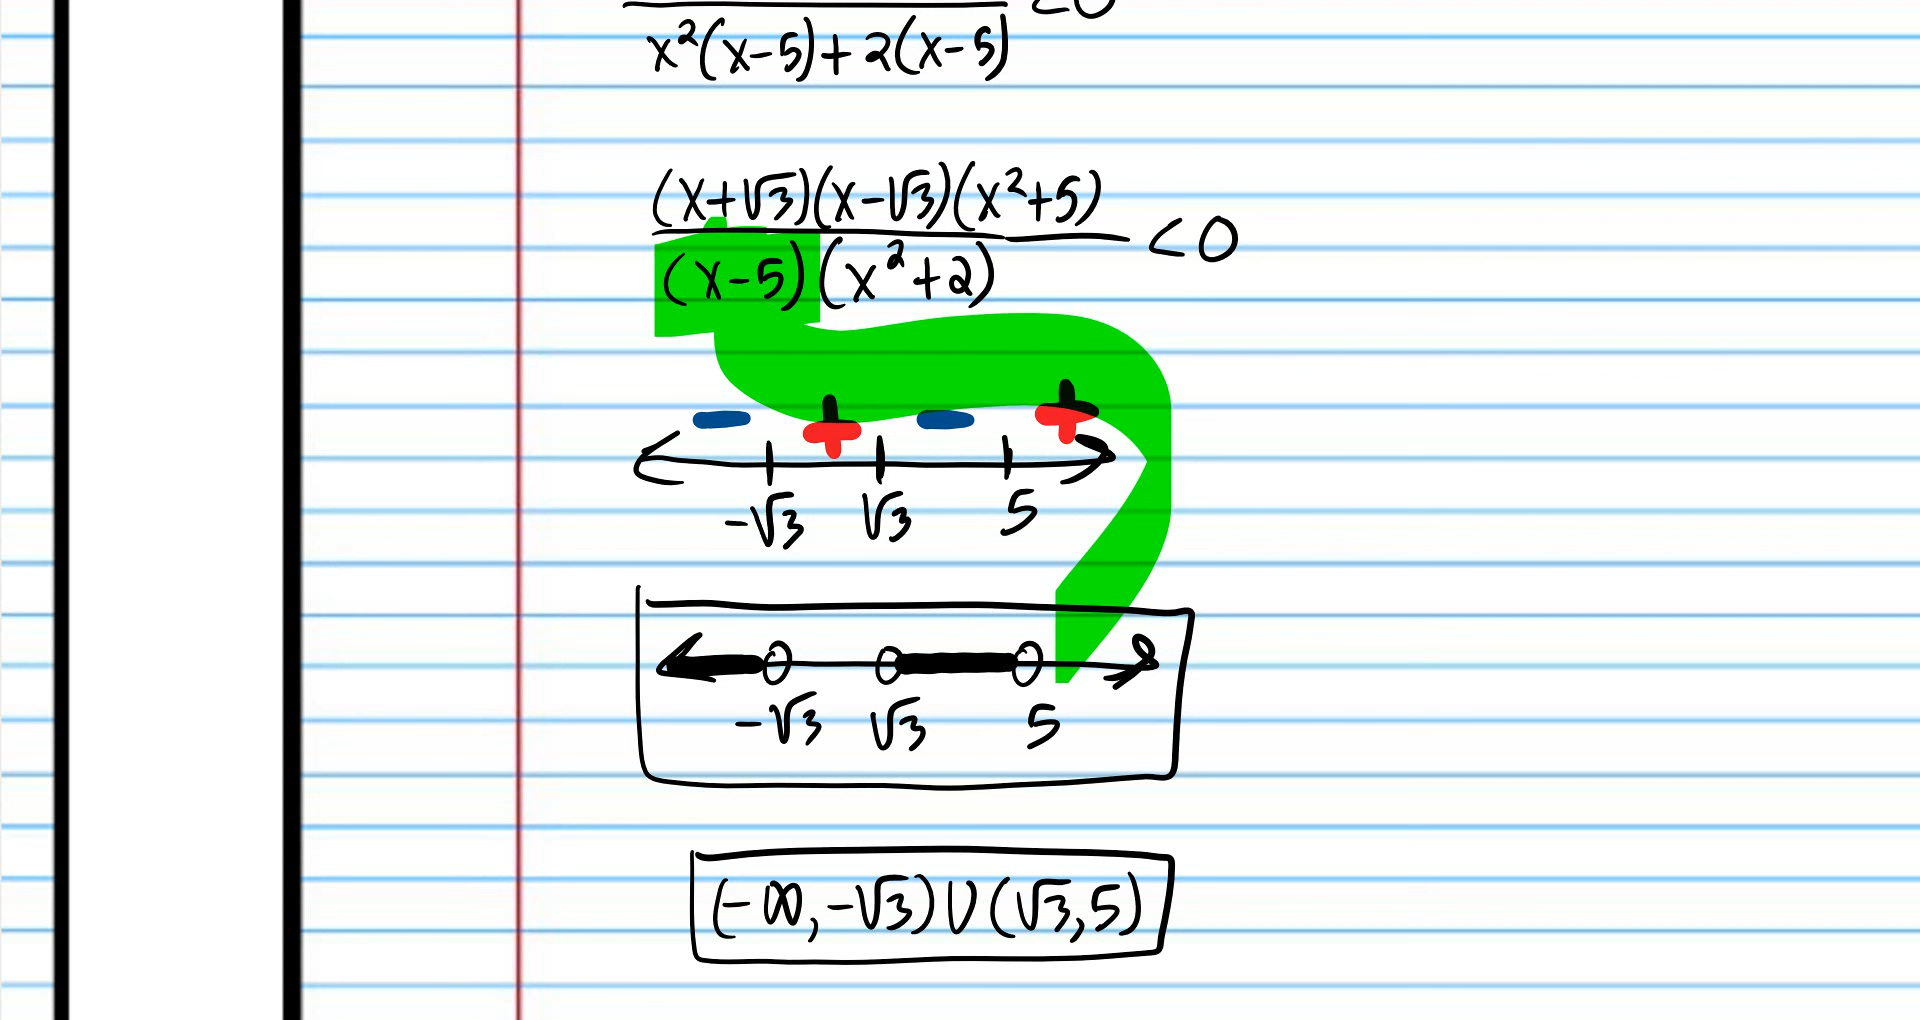 <0
x²(x-5)+2(x-5)
(x+√3)(x-√3)(x²+5)
<0
(x-5)(x²+2)
- + - +
-√3 √3 5
-√3 √3 5
(-∞,-√3)∪(√3,5)